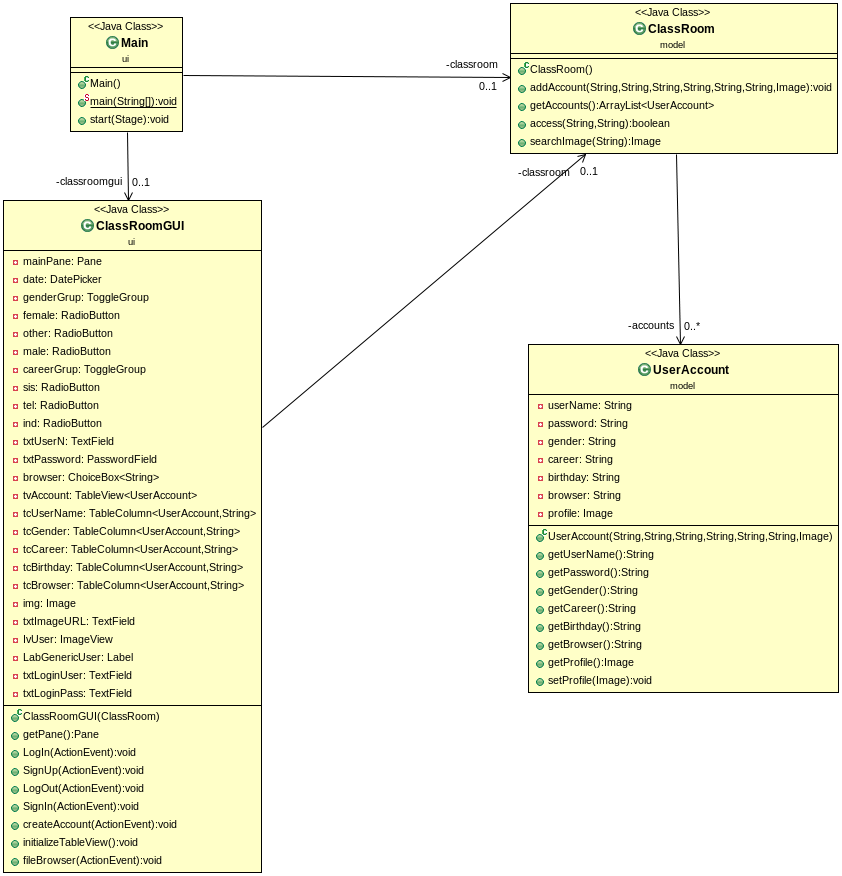 <<Java Class>>
Main
ui
Main()
main(String[]):void
start(Stage):void
-classroom
0..1
<<Java Class>>
ClassRoom
model
ClassRoom()
addAccount(String,String,String,String,String,String,Image):void
getAccounts():ArrayList<UserAccount>
access(String,String):boolean
searchImage(String):Image
-classroomgui
0..1
-classroom
0..1
<<Java Class>>
ClassRoomGUI
ui
mainPane: Pane
date: DatePicker
genderGrup: ToggleGroup
female: RadioButton
other: RadioButton
male: RadioButton
careerGrup: ToggleGroup
sis: RadioButton
tel: RadioButton
ind: RadioButton
txtUserN: TextField
txtPassword: PasswordField
browser: ChoiceBox<String>
tvAccount: TableView<UserAccount>
tcUserName: TableColumn<UserAccount,String>
tcGender: TableColumn<UserAccount,String>
tcCareer: TableColumn<UserAccount,String>
tcBirthday: TableColumn<UserAccount,String>
tcBrowser: TableColumn<UserAccount,String>
img: Image
txtImageURL: TextField
IvUser: ImageView
LabGenericUser: Label
txtLoginUser: TextField
txtLoginPass: TextField
ClassRoomGUI(ClassRoom)
getPane():Pane
LogIn(ActionEvent):void
SignUp(ActionEvent):void
LogOut(ActionEvent):void
SignIn(ActionEvent):void
createAccount(ActionEvent):void
initializeTableView():void
fileBrowser(ActionEvent):void
-accounts
0..*
<<Java Class>>
UserAccount
model
userName: String
password: String
gender: String
career: String
birthday: String
browser: String
profile: Image
UserAccount(String,String,String,String,String,String,Image)
getUserName():String
getPassword():String
getGender():String
getCareer():String
getBirthday():String
getBrowser():String
getProfile():Image
setProfile(Image):void